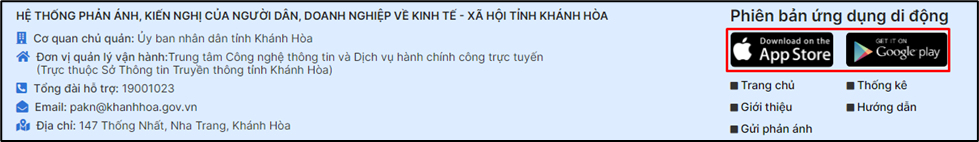 HỆ THỐNG PHẢN ÁNH, KIẾN NGHỊ CỦA NGƯỜI DÂN, DOANH NGHIỆP VỀ KINH TẾ - XÃ HỘI TỈNH KHÁNH HÒA
Cơ quan chủ quản: Ủy ban nhân dân tỉnh Khánh Hòa
Đơn vị quản lý vận hành:Trung tâm Công nghệ thông tin và Dịch vụ hành chính công trực tuyến
(Trực thuộc Sở Thông tin Truyền thông tỉnh Khánh Hòa)
Tổng đài hỗ trợ: 19001023
Email: pakn@khanhhoa.gov.vn
Địa chỉ: 147 Thống Nhất, Nha Trang, Khánh Hòa
Phiên bản ứng dụng di động
Download on the
App Store
GET IT ON
Google play
Trang chủ
Thống kê
Giới thiệu
Hướng dẫn
Gửi phản ánh